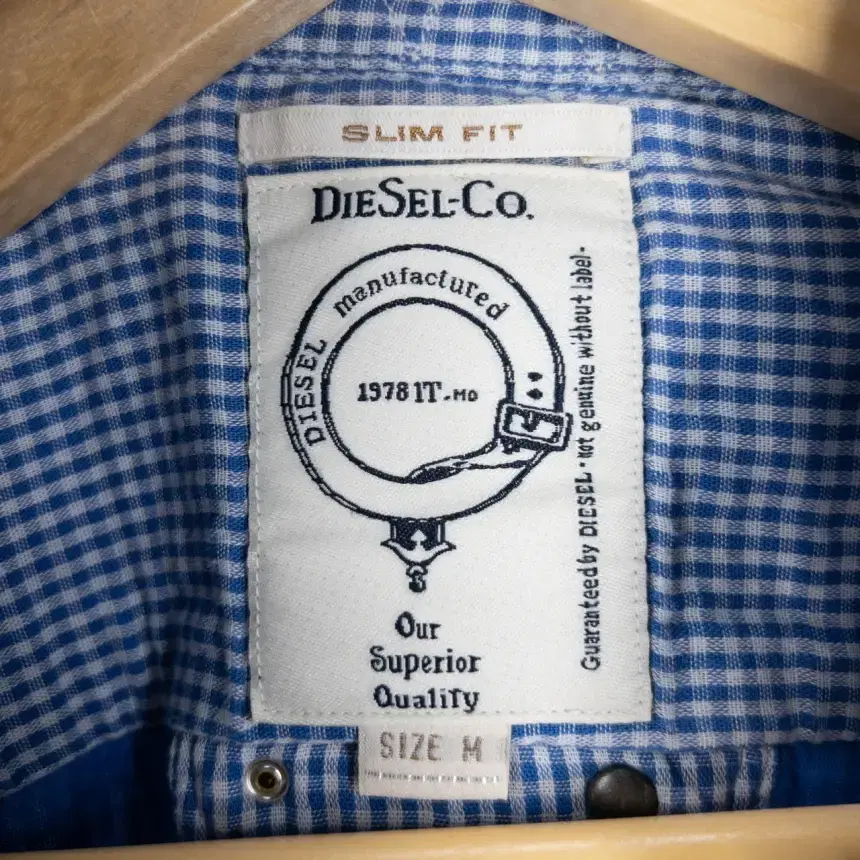 SLIM FIT
DIESEL-CO.
DIESEL manufactured
1978 IT.MO
Guaranteed by DIESEL · not genuine without label ·
Our
Superior
Quality
SIZE M